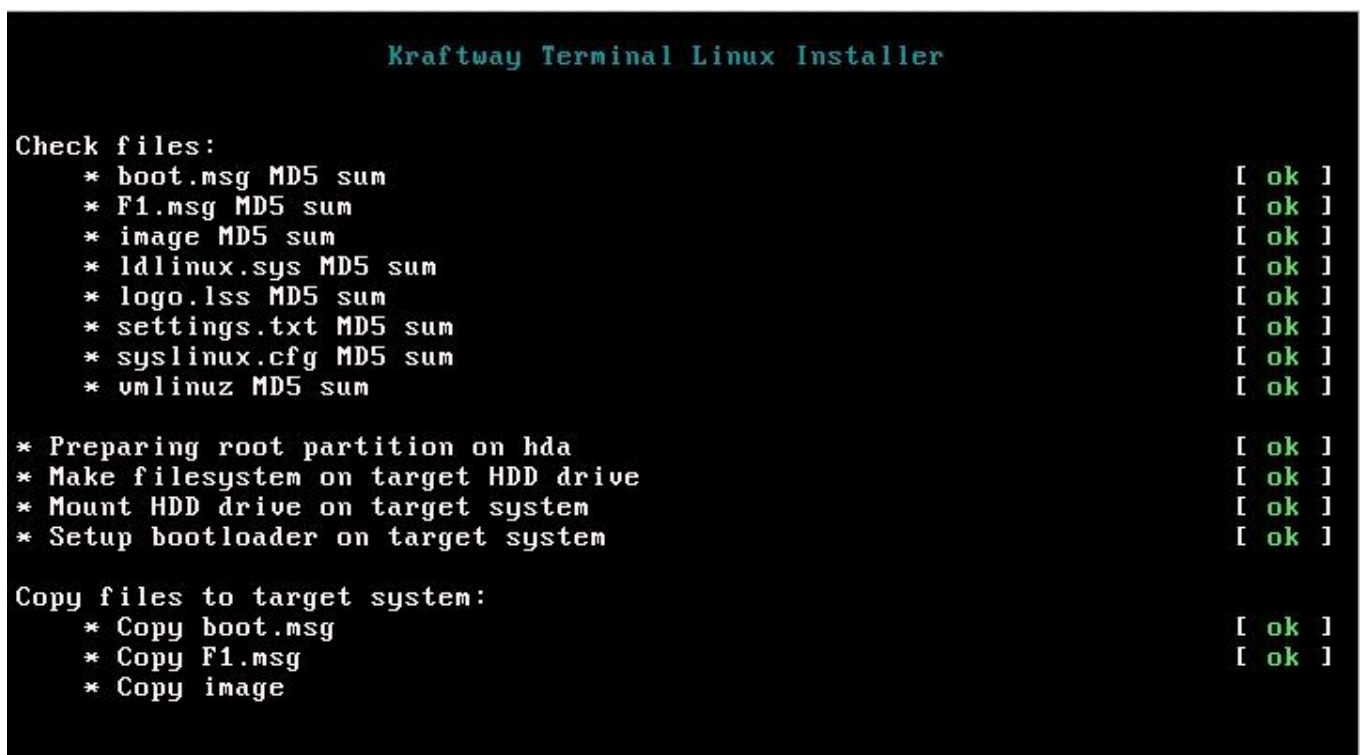 Kraftway Terminal Linux Installer
Check files:
* boot.msg MD5 sum [ ok ]
* F1.msg MD5 sum [ ok ]
* image MD5 sum [ ok ]
* ldlinux.sys MD5 sum [ ok ]
* logo.lss MD5 sum [ ok ]
* settings.txt MD5 sum [ ok ]
* syslinux.cfg MD5 sum [ ok ]
* vmlinuz MD5 sum [ ok ]
* Preparing root partition on hda [ ok ]
* Make filesystem on target HDD drive [ ok ]
* Mount HDD drive on target system [ ok ]
* Setup bootloader on target system [ ok ]
Copy files to target system:
* Copy boot.msg [ ok ]
* Copy F1.msg [ ok ]
* Copy image